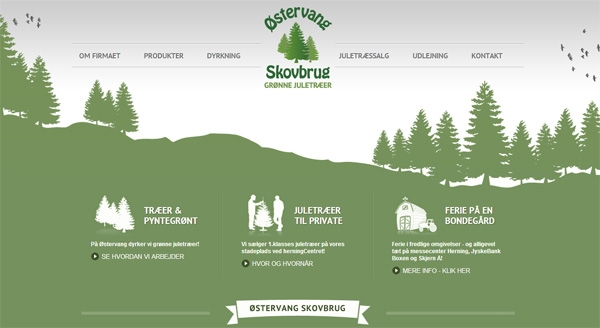 Østervang
OM FIRMAET PRODUKTER DYRKNING JULETRÆSSALG UDLEJNING KONTAKT
Skovbrug
GRØNNE JULETRÆER
TRÆER &
PYNTEGRØNT
På Østervang dyrker vi grønne juletræer!
SE HVORDAN VI ARBEJDER
JULETRÆER
TIL PRIVATE
Vi sælger 1.klasses juletræer på vores
stadeplads ved herningCentret!
HVOR OG HVORNÅR
FERIE PÅ EN
BONDEGÅRD
Ferie i fredlige omgivelser - og alligevel
tæt på messecenter Herning, JyskeBank
Boxen og Skjern Å!
MERE INFO - KLIK HER
ØSTERVANG SKOVBRUG